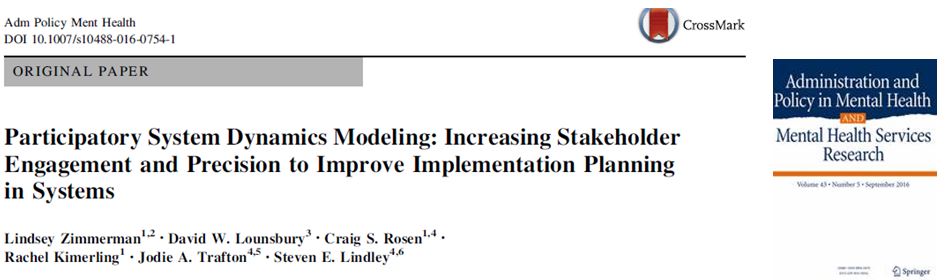 Adm Policy Ment Health
DOI 10.1007/s10488-016-0754-1
CrossMark
ORIGINAL PAPER
Participatory System Dynamics Modeling: Increasing Stakeholder
Engagement and Precision to Improve Implementation Planning
in Systems
Lindsey Zimmerman1,2 · David W. Lounsbury3 · Craig S. Rosen1,4 ·
Rachel Kimerling1 · Jodie A. Trafton4,5 · Steven E. Lindley4,6
Administration and
Policy in Mental Health
AND
Mental Health Services
Research
Volume 43 • Number 5 • September 2016
Springer